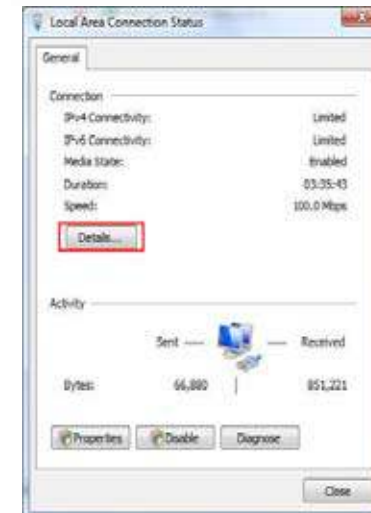 Local Area Connection Status
General
Connection
IPv4 Connectivity: Limited
IPv6 Connectivity: Limited
Media State: Enabled
Duration: 03:35:43
Speed: 100.0 Mbps
Details...
Activity
Sent Received
Bytes: 66,880 851,221
Properties Disable Diagnose
Close